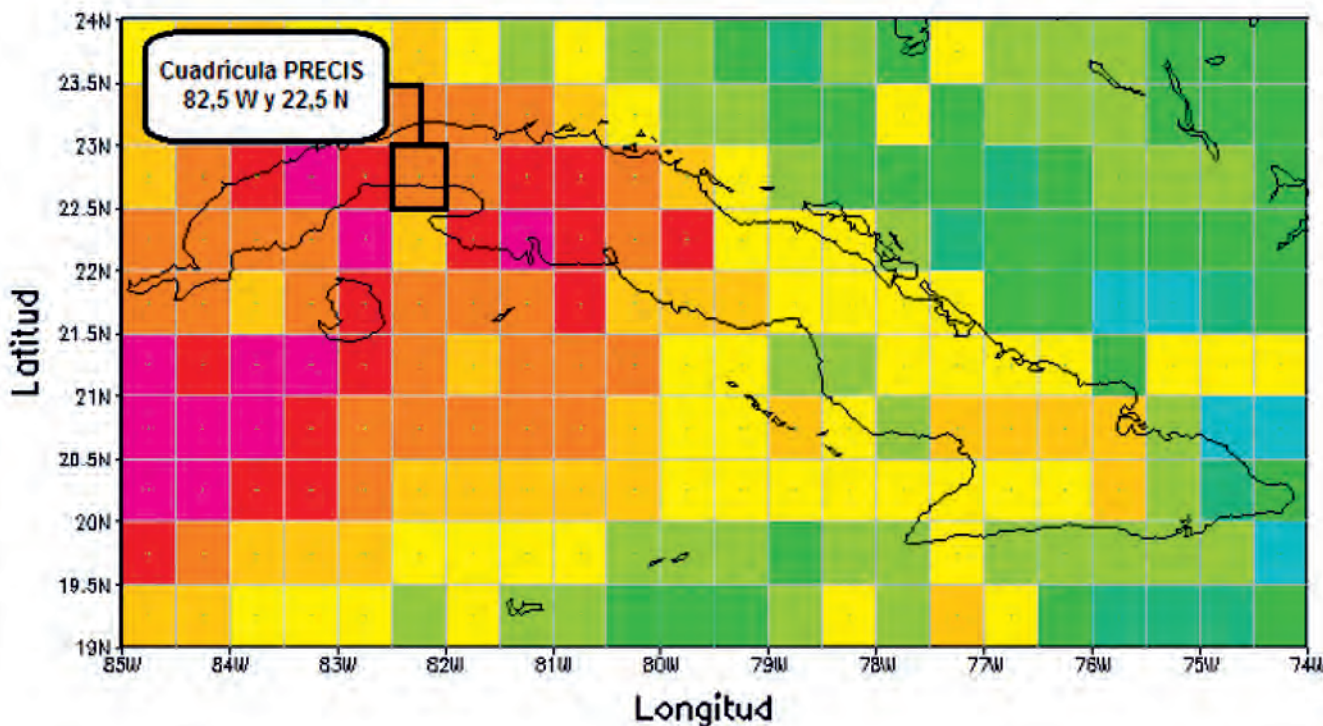 24N
Cuadricula PRECIS
82,5 W y 22,5 N
23.5N
23N
22.5N
22N
21.5N
21N
20.5N
20N
19.5N
19N
Latitud
85W 84W 83W 82W 81W 80W 79W 78W 77W 76W 75W 74W
Longitud